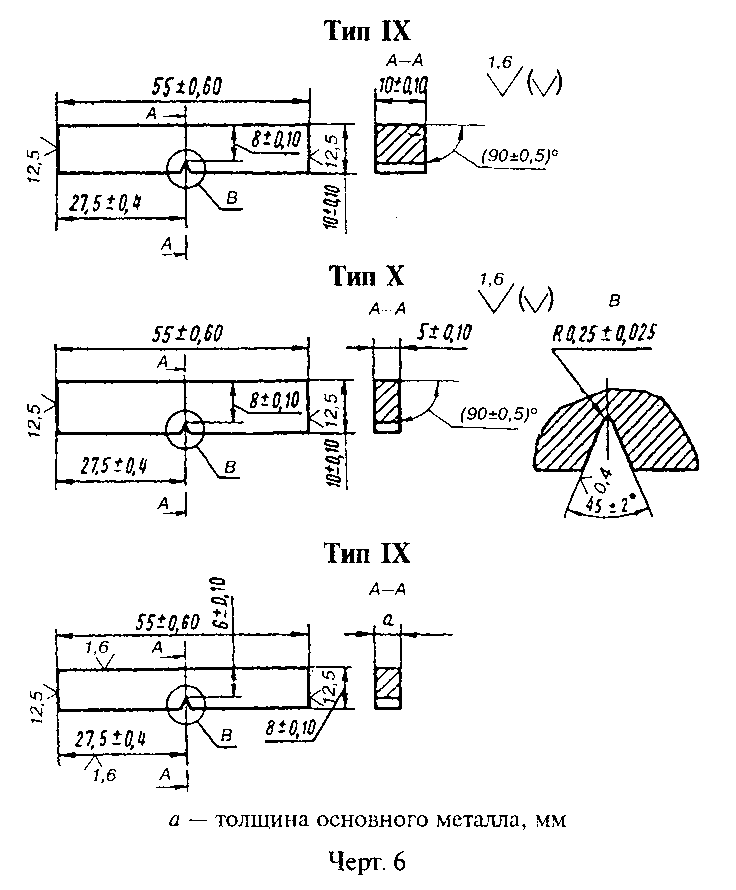 Тип IX
55±0,60
А
А–А
10±0,10
1,6
8±0,10
12,5
12,5
(90±0,5)°
27,5±0,4
В
10±0,10
А
Тип X
55±0,60
А
А–А
5±0,10
1,6
В
R 0,25±0,025
8±0,10
12,5
12,5
(90±0,5)°
27,5±0,4
В
10±0,10
А
0,4
45±2°
Тип IX
55±0,60
6±0,10
А–А
а
1,6
А
12,5
12,5
27,5±0,4
В
8±0,10
1,6
А
а — толщина основного металла, мм
Черт. 6